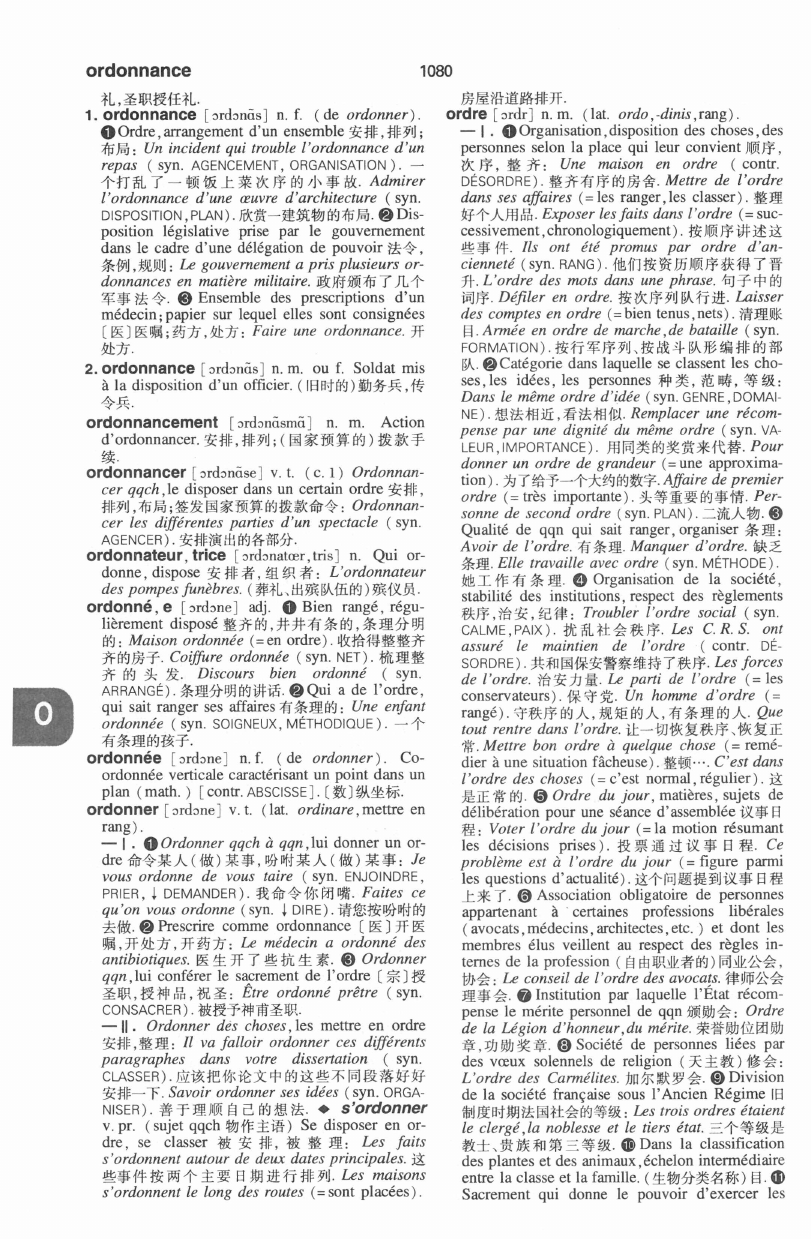 ordonnance
1080
礼,圣职授任礼.
1. ordonnance [ɔrdɔnɑ̃s] n. f. (de ordonner).
❶ Ordre, arrangement d'un ensemble 安排,排列;
布局: Un incident qui trouble l'ordonnance d'un
repas ( syn. AGENCEMENT, ORGANISATION ). 一
个打乱了一顿饭上菜次序的小事故. Admirer
l'ordonnance d'une œuvre d'architecture ( syn.
DISPOSITION, PLAN). 欣赏一建筑物的布局. ❷ Dis-
position législative prise par le gouvernement
dans le cadre d'une délégation de pouvoir 法令,
条例,规则: Le gouvernement a pris plusieurs or-
donnances en matière militaire. 政府颁布了几个
军事法令. ❸ Ensemble des prescriptions d'un
médecin; papier sur lequel elles sont consignées
〔医〕医嘱;药方,处方: Faire une ordonnance. 开
处方.
2. ordonnance [ɔrdɔnɑ̃s] n. m. ou f. Soldat mis
à la disposition d'un officier. (旧时的)勤务兵,传
令兵.
ordonnancement [ɔrdɔnɑ̃smɑ̃] n. m. Action
d'ordonnancer. 安排,排列;(国家预算的)拨款手
续.
ordonnancer [ɔrdɔnɑ̃se] v. t. (c. 1) Ordonnan-
cer qqch, le disposer dans un certain ordre 安排,
排列,布局;签发国家预算的拨款命令: Ordonnan-
cer les différentes parties d'un spectacle ( syn.
AGENCER). 安排演出的各部分.
ordonnateur, trice [ɔrdɔnatœr, tris] n. Qui or-
donne, dispose 安排者,组织者: L'ordonnateur
des pompes funèbres. (葬礼、出殡队伍的)殡仪员.
ordonné, e [ɔrdɔne] adj. ❶ Bien rangé, régu-
lièrement disposé 整齐的,井井有条的,条理分明
的: Maison ordonnée (= en ordre). 收拾得整整齐
齐的房子. Coiffure ordonnée ( syn. NET). 梳理整
齐的头发. Discours bien ordonné ( syn.
ARRANGÉ). 条理分明的讲话. ❷ Qui a de l'ordre,
qui sait ranger ses affaires 有条理的: Une enfant
ordonnée ( syn. SOIGNEUX, MÉTHODIQUE ). 一个
有条理的孩子.
O
ordonnée [ɔrdɔne] n. f. ( de ordonner). Co-
ordonnée verticale caractérisant un point dans un
plan (math. ) [contr. ABSCISSE]. [数]纵坐标.
ordonner [ɔrdɔne] v. t. (lat. ordinare, mettre en
rang).
— I. ❶ Ordonner qqch à qqn, lui donner un or-
dre 命令某人(做)某事,吩咐某人(做)某事: Je
vous ordonne de vous taire ( syn. ENJOINDRE,
PRIER, ↓ DEMANDER). 我命令你闭嘴. Faites ce
qu'on vous ordonne (syn. ↓ DIRE). 请您按吩咐的
去做. ❷ Prescrire comme ordonnance 〔医〕开医
嘱,开处方,开药方: Le médecin a ordonné des
antibiotiques. 医生开了些抗生素. ❸ Ordonner
qqn, lui conférer le sacrement de l'ordre 〔宗〕授
圣职,授神品,祝圣: Être ordonné prêtre ( syn.
CONSACRER). 被授予神甫圣职.
— II. Ordonner des choses, les mettre en ordre
安排,整理: Il va falloir ordonner ces différents
paragraphes dans votre dissertation ( syn.
CLASSER). 应该把你论文中的这些不同段落好好
安排一下. Savoir ordonner ses idées (syn. ORGA-
NISER). 善于理顺自己的想法. ◆ s'ordonner
v. pr. (sujet qqch 物作主语) Se disposer en or-
dre, se classer 被安排, 被整理: Les faits
s'ordonnent autour de deux dates principales. 这
些事件按两个主要日期进行排列. Les maisons
s'ordonnent le long des routes (= sont placées).
房屋沿道路排开.
ordre [ɔrdr] n. m. (lat. ordo, -dinis, rang).
— I. ❶ Organisation, disposition des choses, des
personnes selon la place qui leur convient 顺序,
次序, 整齐: Une maison en ordre ( contr.
DÉSORDRE). 整齐有序的房舍. Mettre de l'ordre
dans ses affaires (= les ranger, les classer). 整理
好个人用品. Exposer les faits dans l'ordre (= suc-
cessivement, chronologiquement). 按顺序讲述这
些事件. Ils ont été promus par ordre d'an-
cienneté (syn. RANG). 他们按资历顺序获得了晋
升. L'ordre des mots dans une phrase. 句子中的
词序. Défiler en ordre. 按次序列队行进. Laisser
des comptes en ordre (= bien tenus, nets). 清理账
目. Armée en ordre de marche, de bataille ( syn.
FORMATION). 按行军序列、按战斗队形编排的部
队. ❷ Catégorie dans laquelle se classent les cho-
ses, les idées, les personnes 种类, 范畴, 等级:
Dans le même ordre d'idée (syn. GENRE, DOMAI-
NE). 想法相近,看法相似. Remplacer une récom-
pense par une dignité du même ordre ( syn. VA-
LEUR, IMPORTANCE). 用同类的奖赏来代替. Pour
donner un ordre de grandeur (= une approxima-
tion). 为了给予一个大约的数字. Affaire de premier
ordre (= très importante). 头等重要的事情. Per-
sonne de second ordre (syn. PLAN). 二流人物. ❸
Qualité de qqn qui sait ranger, organiser 条理:
Avoir de l'ordre. 有条理. Manquer d'ordre. 缺乏
条理. Elle travaille avec ordre (syn. MÉTHODE).
她工作有条理. ❹ Organisation de la société,
stabilité des institutions, respect des règlements
秩序,治安,纪律: Troubler l'ordre social ( syn.
CALME, PAIX). 扰乱社会秩序. Les C. R. S. ont
assuré le maintien de l'ordre ( contr. DÉ-
SORDRE). 共和国保安警察维持了秩序. Les forces
de l'ordre. 治安力量. Le parti de l'ordre (= les
conservateurs). 保守党. Un homme d'ordre (=
rangé). 守秩序的人,规矩的人,有条理的人. Que
tout rentre dans l'ordre. 让一切恢复秩序、恢复正
常. Mettre bon ordre à quelque chose (= remé-
dier à une situation fâcheuse). 整顿…. C'est dans
l'ordre des choses (= c'est normal, régulier). 这
是正常的. ❺ Ordre du jour, matières, sujets de
délibération pour une séance d'assemblée 议事日
程: Voter l'ordre du jour (= la motion résumant
les décisions prises). 投票通过议事日程. Ce
problème est à l'ordre du jour (= figure parmi
les questions d'actualité). 这个问题提到议事日程
上来了. ❻ Association obligatoire de personnes
appartenant à certaines professions libérales
(avocats, médecins, architectes, etc. ) et dont les
membres élus veillent au respect des règles in-
ternes de la profession (自由职业者的)同业公会,
协会: Le conseil de l'ordre des avocats. 律师公会
理事会. ❼ Institution par laquelle l'État récom-
pense le mérite personnel de qqn 颁勋会: Ordre
de la Légion d'honneur, du mérite. 荣誉勋位团勋
章,功勋奖章. ❽ Société de personnes liées par
des vœux solennels de religion (天主教)修会:
L'ordre des Carmélites. 加尔默罗会. ❾ Division
de la société française sous l'Ancien Régime 旧
制度时期法国社会的等级: Les trois ordres étaient
le clergé, la noblesse et le tiers état. 三个等级是
教士、贵族和第三等级. ❿ Dans la classification
des plantes et des animaux, échelon intermédiaire
entre la classe et la famille. (生物分类名称)目. ⓫
Sacrement qui donne le pouvoir d'exercer les